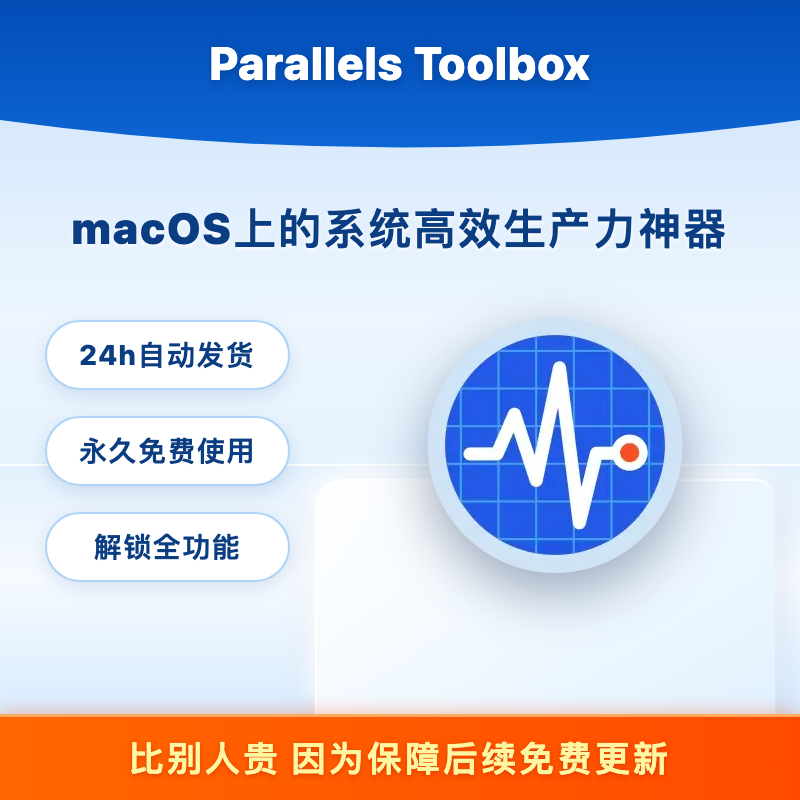 Parallels Toolbox
macOS上的系统高效生产力神器
24h自动发货
永久免费使用
解锁全功能
比别人贵 因为保障后续免费更新